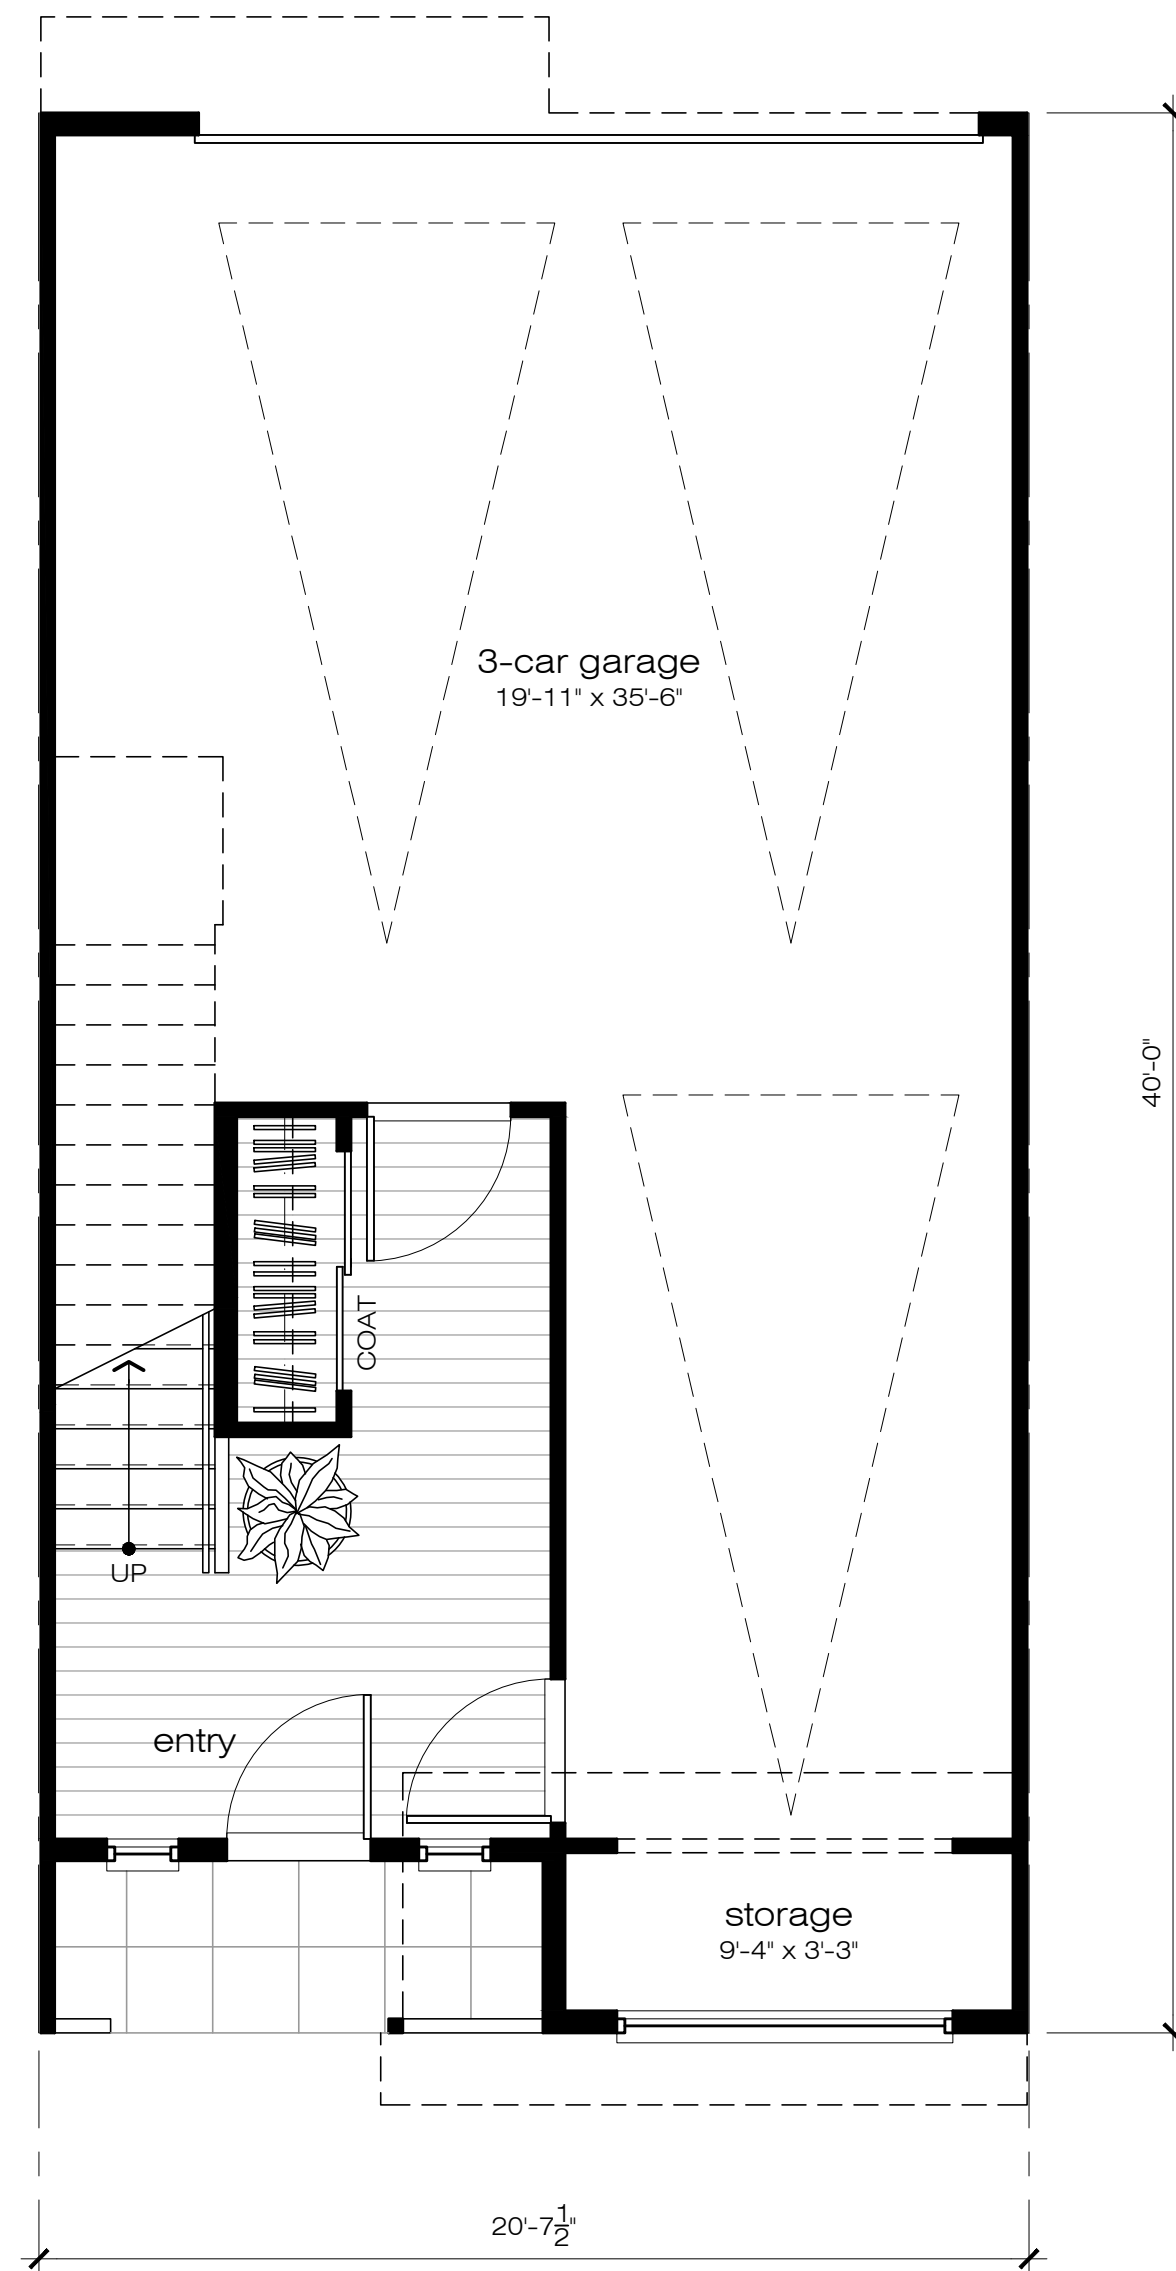 3-car garage
19'-11" x 35'-6"
40'-0"
COAT
UP
entry
storage
9'-4" x 3'-3"
20'-7½"